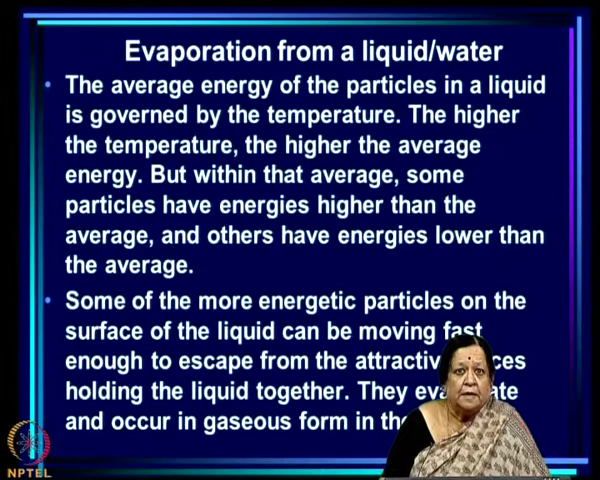 Evaporation from a liquid/water
• The average energy of the particles in a liquid
is governed by the temperature. The higher
the temperature, the higher the average
energy. But within that average, some
particles have energies higher than the
average, and others have energies lower than
the average.
• Some of the more energetic particles on the
surface of the liquid can be moving fast
enough to escape from the attractive
holding the liquid together. They
and occur in gaseous form in
NPTEL